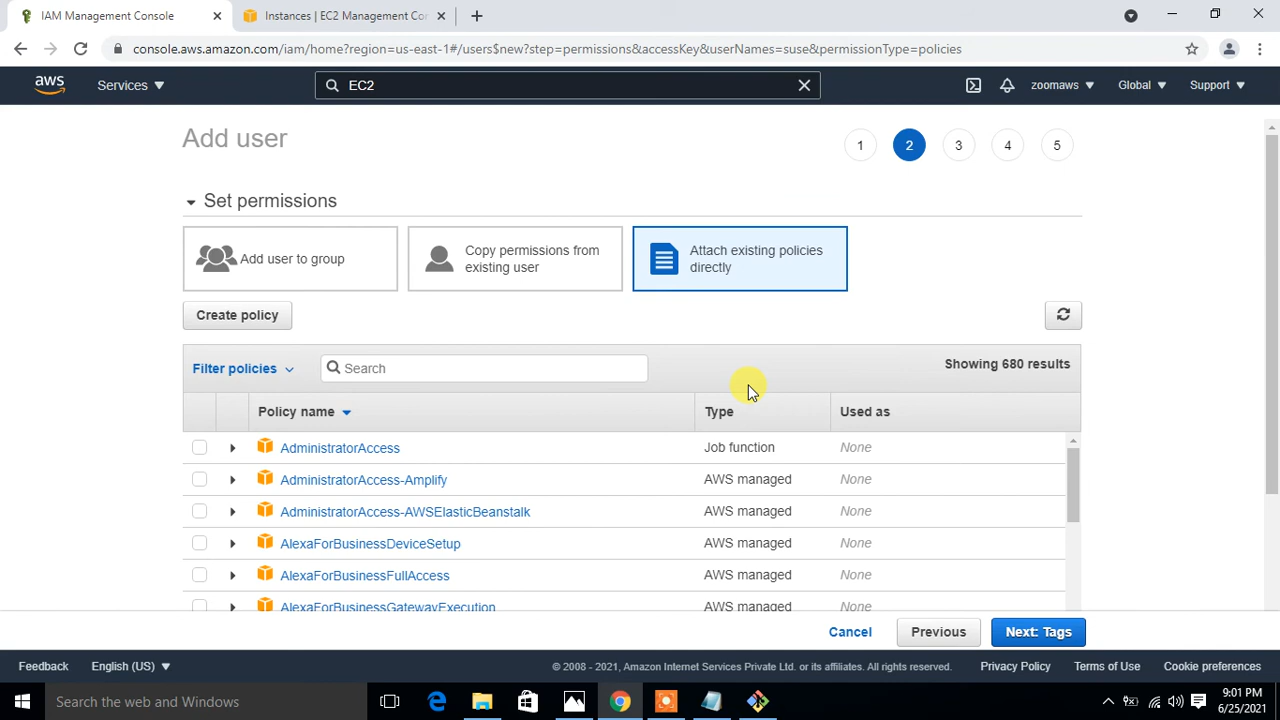 IAM Management Console
Instances | EC2 Management Con
console.aws.amazon.com/iam/home?region=us-east-1#/users$new?step=permissions&accessKey&userNames=suse&permissionType=policies
aws
Services
EC2
zoomaws
Global
Support
Add user
1
2
3
4
5
Set permissions
Add user to group
Copy permissions from
existing user
Attach existing policies
directly
Create policy
Filter policies
Search
Showing 680 results
Policy name
Type
Used as
AdministratorAccess
Job function
None
AdministratorAccess-Amplify
AWS managed
None
AdministratorAccess-AWSElasticBeanstalk
AWS managed
None
AlexaForBusinessDeviceSetup
AWS managed
None
AlexaForBusinessFullAccess
AWS managed
None
AlexaForBusinessGatewayExecution
AWS managed
None
Cancel
Previous
Next: Tags
Feedback
English (US)
© 2008 - 2021, Amazon Internet Services Private Ltd. or its affiliates. All rights reserved.
Privacy Policy
Terms of Use
Cookie preferences
Search the web and Windows
9:01 PM
6/25/2021